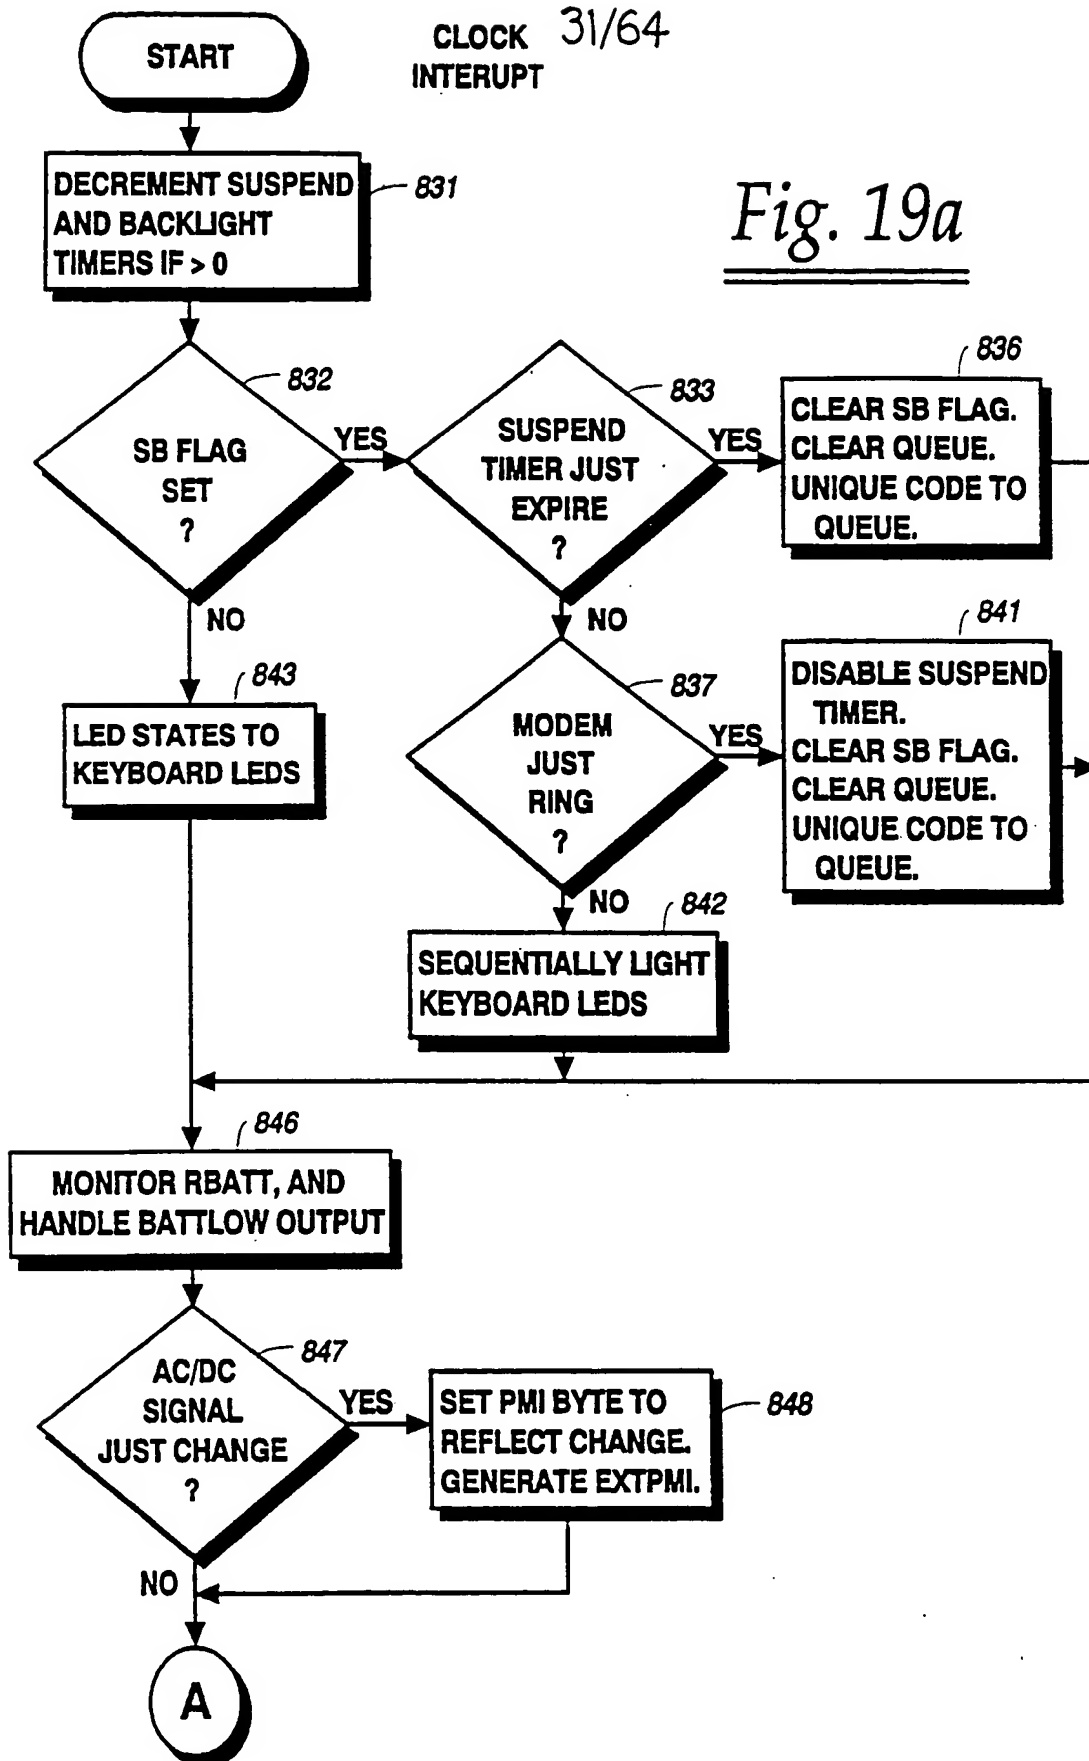 31/64
START
CLOCK
INTERUPT
DECREMENT SUSPEND
AND BACKLIGHT
TIMERS IF > 0
831
Fig. 19a
832
SB FLAG
SET
?
YES
NO
833
SUSPEND
TIMER JUST
EXPIRE
?
YES
NO
836
CLEAR SB FLAG.
CLEAR QUEUE.
UNIQUE CODE TO
QUEUE.
843
LED STATES TO
KEYBOARD LEDS
837
MODEM
JUST
RING
?
YES
NO
841
DISABLE SUSPEND
TIMER.
CLEAR SB FLAG.
CLEAR QUEUE.
UNIQUE CODE TO
QUEUE.
842
SEQUENTIALLY LIGHT
KEYBOARD LEDS
846
MONITOR RBATT, AND
HANDLE BATTLOW OUTPUT
847
AC/DC
SIGNAL
JUST CHANGE
?
YES
NO
SET PMI BYTE TO
REFLECT CHANGE.
GENERATE EXTPMI.
848
A